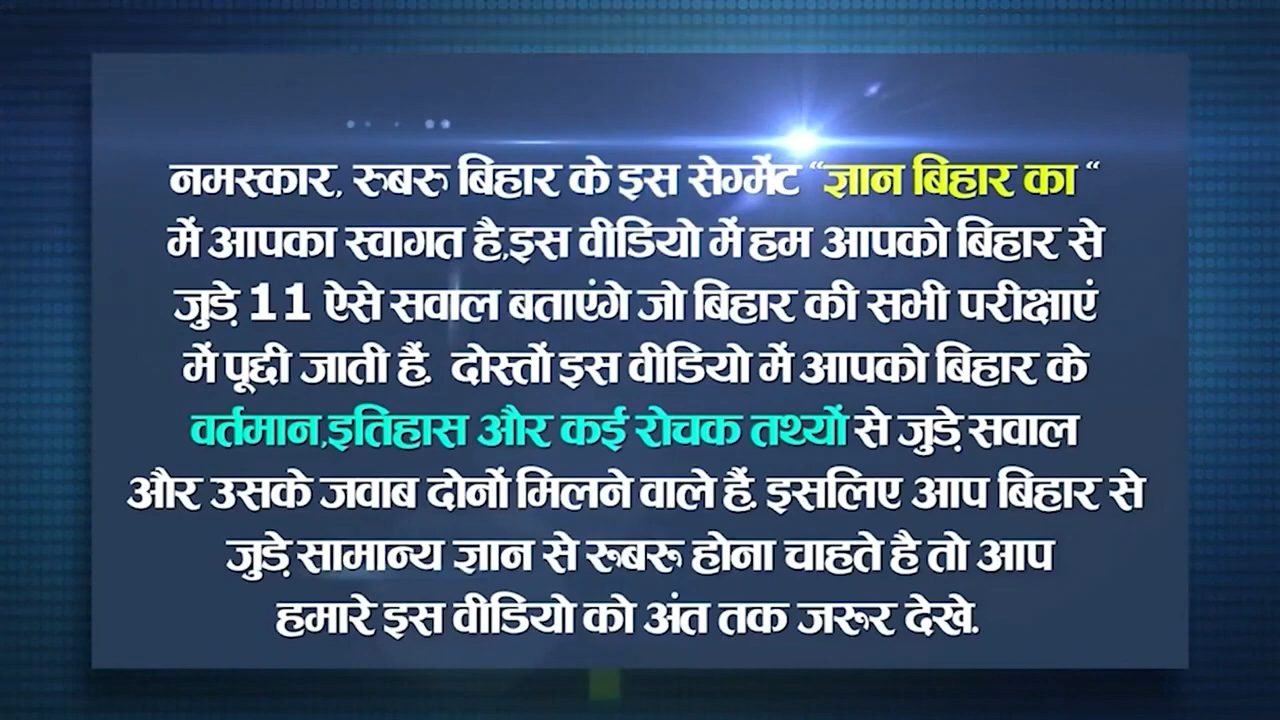 नमस्कार, रुबरु बिहार के इस सेग्मेंट “ज्ञान बिहार का “
में आपका स्वागत है,इस वीडियो में हम आपको बिहार से
जुड़े 11 ऐसे सवाल बताएंगे जो बिहार की सभी परीक्षाएं
में पूछी जाती हैं. दोस्तों इस वीडियो में आपको बिहार के
वर्तमान,इतिहास और कई रोचक तथ्यों से जुड़े सवाल
और उसके जवाब दोनों मिलने वाले हैं. इसलिए आप बिहार से
जुड़े सामान्य ज्ञान से रुबरु होना चाहते है तो आप
हमारे इस वीडियो को अंत तक जरूर देखे.